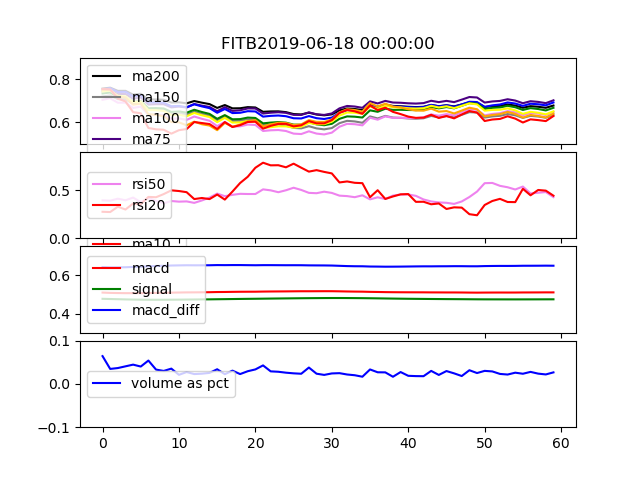 FITB2019-06-18 00:00:00
0.8
0.6
ma200
ma150
ma100
ma75
0.5
0.0
rsi50
rsi20
ma10
0.6
0.4
macd
signal
macd_diff
0.1
0.0
−0.1
volume as pct
0 10 20 30 40 50 60